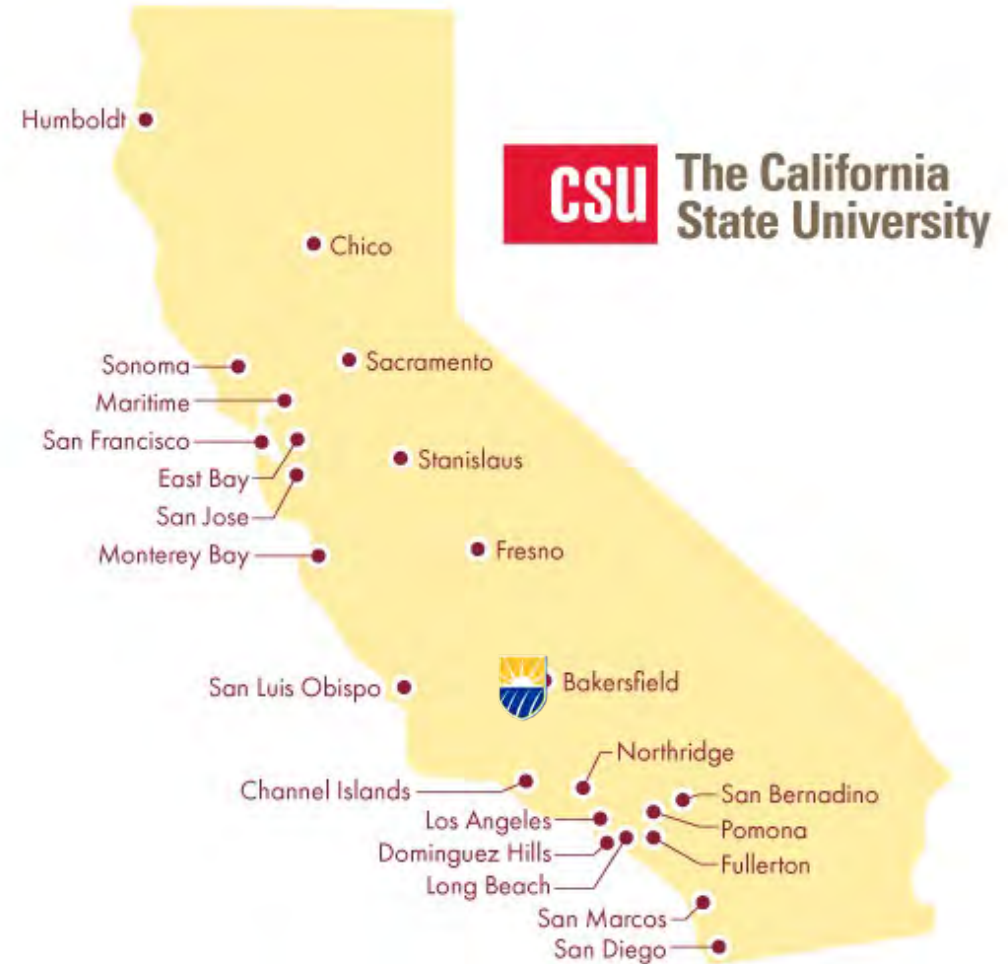 Humboldt
CSU
The California
State University
Chico
Sonoma
Sacramento
Maritime
San Francisco
East Bay
Stanislaus
San Jose
Monterey Bay
Fresno
San Luis Obispo
Bakersfield
Northridge
Channel Islands
San Bernadino
Los Angeles
Pomona
Dominguez Hills
Fullerton
Long Beach
San Marcos
San Diego